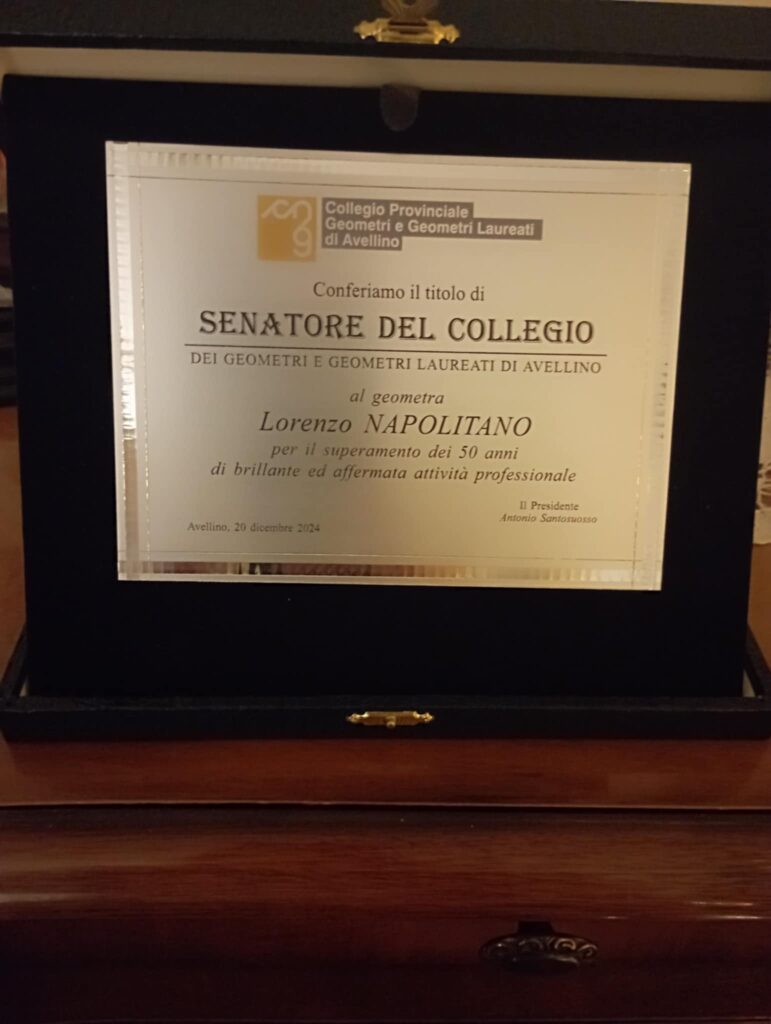 Collegio Provinciale
Geometri e Geometri Laureati
di Avellino
Conferiamo il titolo di
SENATORE DEL COLLEGIO
DEI GEOMETRI E GEOMETRI LAUREATI DI AVELLINO
al geometra
Lorenzo NAPOLITANO
per il superamento dei 50 anni
di brillante ed affermata attività professionale
Il Presidente
Antonio Santosuosso
Avellino, 20 dicembre 2024